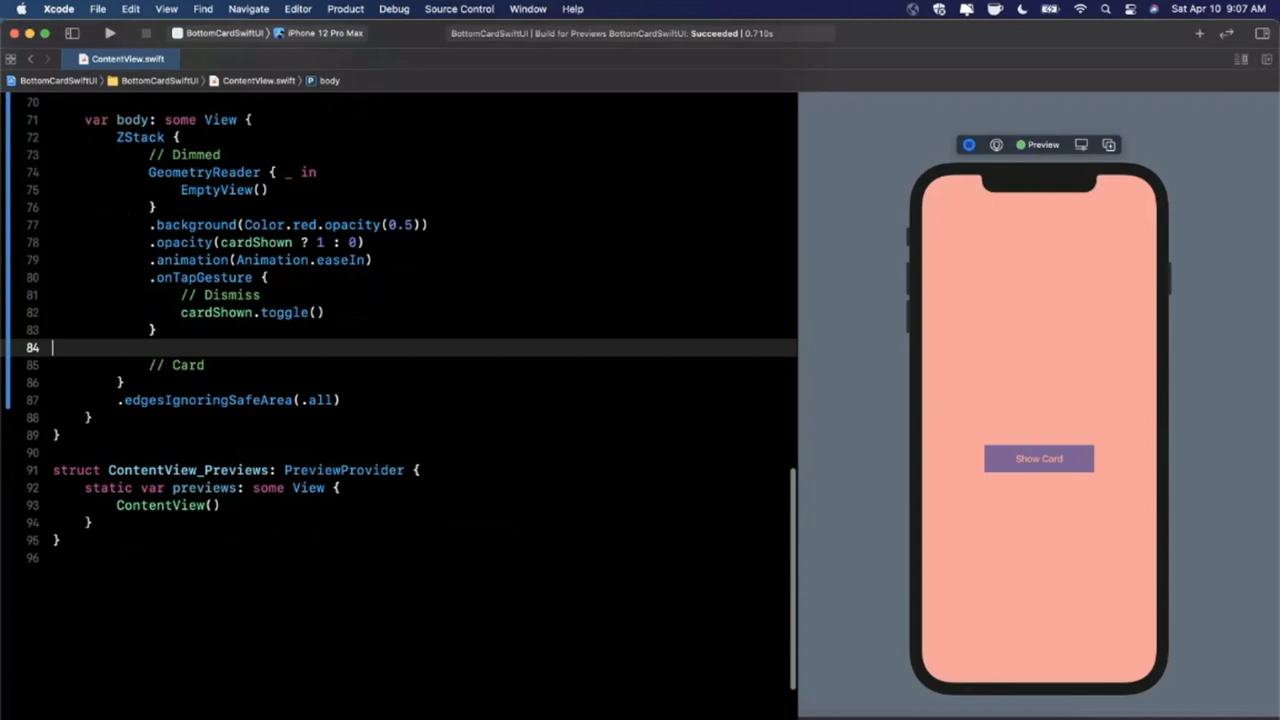 Xcode File Edit View Find Navigate Editor Product Debug Source Control Window Help Sat Apr 10 9:07 AM
BottomCardSwiftUI 〉 iPhone 12 Pro Max BottomCardSwiftUI | Build for Previews BottomCardSwiftUI: Succeeded | 0.710s
ContentView.swift
BottomCardSwiftUI 〉 BottomCardSwiftUI 〉 ContentView.swift 〉 P body
70
71 var body: some View {
72 ZStack {
73 // Dimmed
74 GeometryReader { _ in
75 EmptyView()
76 }
77 .background(Color.red.opacity(0.5))
78 .opacity(cardShown ? 1 : 0)
79 .animation(Animation.easeIn)
80 .onTapGesture {
81 // Dismiss
82 cardShown.toggle()
83 }
84
85 // Card
86 }
87 .edgesIgnoringSafeArea(.all)
88 }
89 }
90
91 struct ContentView_Previews: PreviewProvider {
92 static var previews: some View {
93 ContentView()
94 }
95 }
96
Preview
Show Card